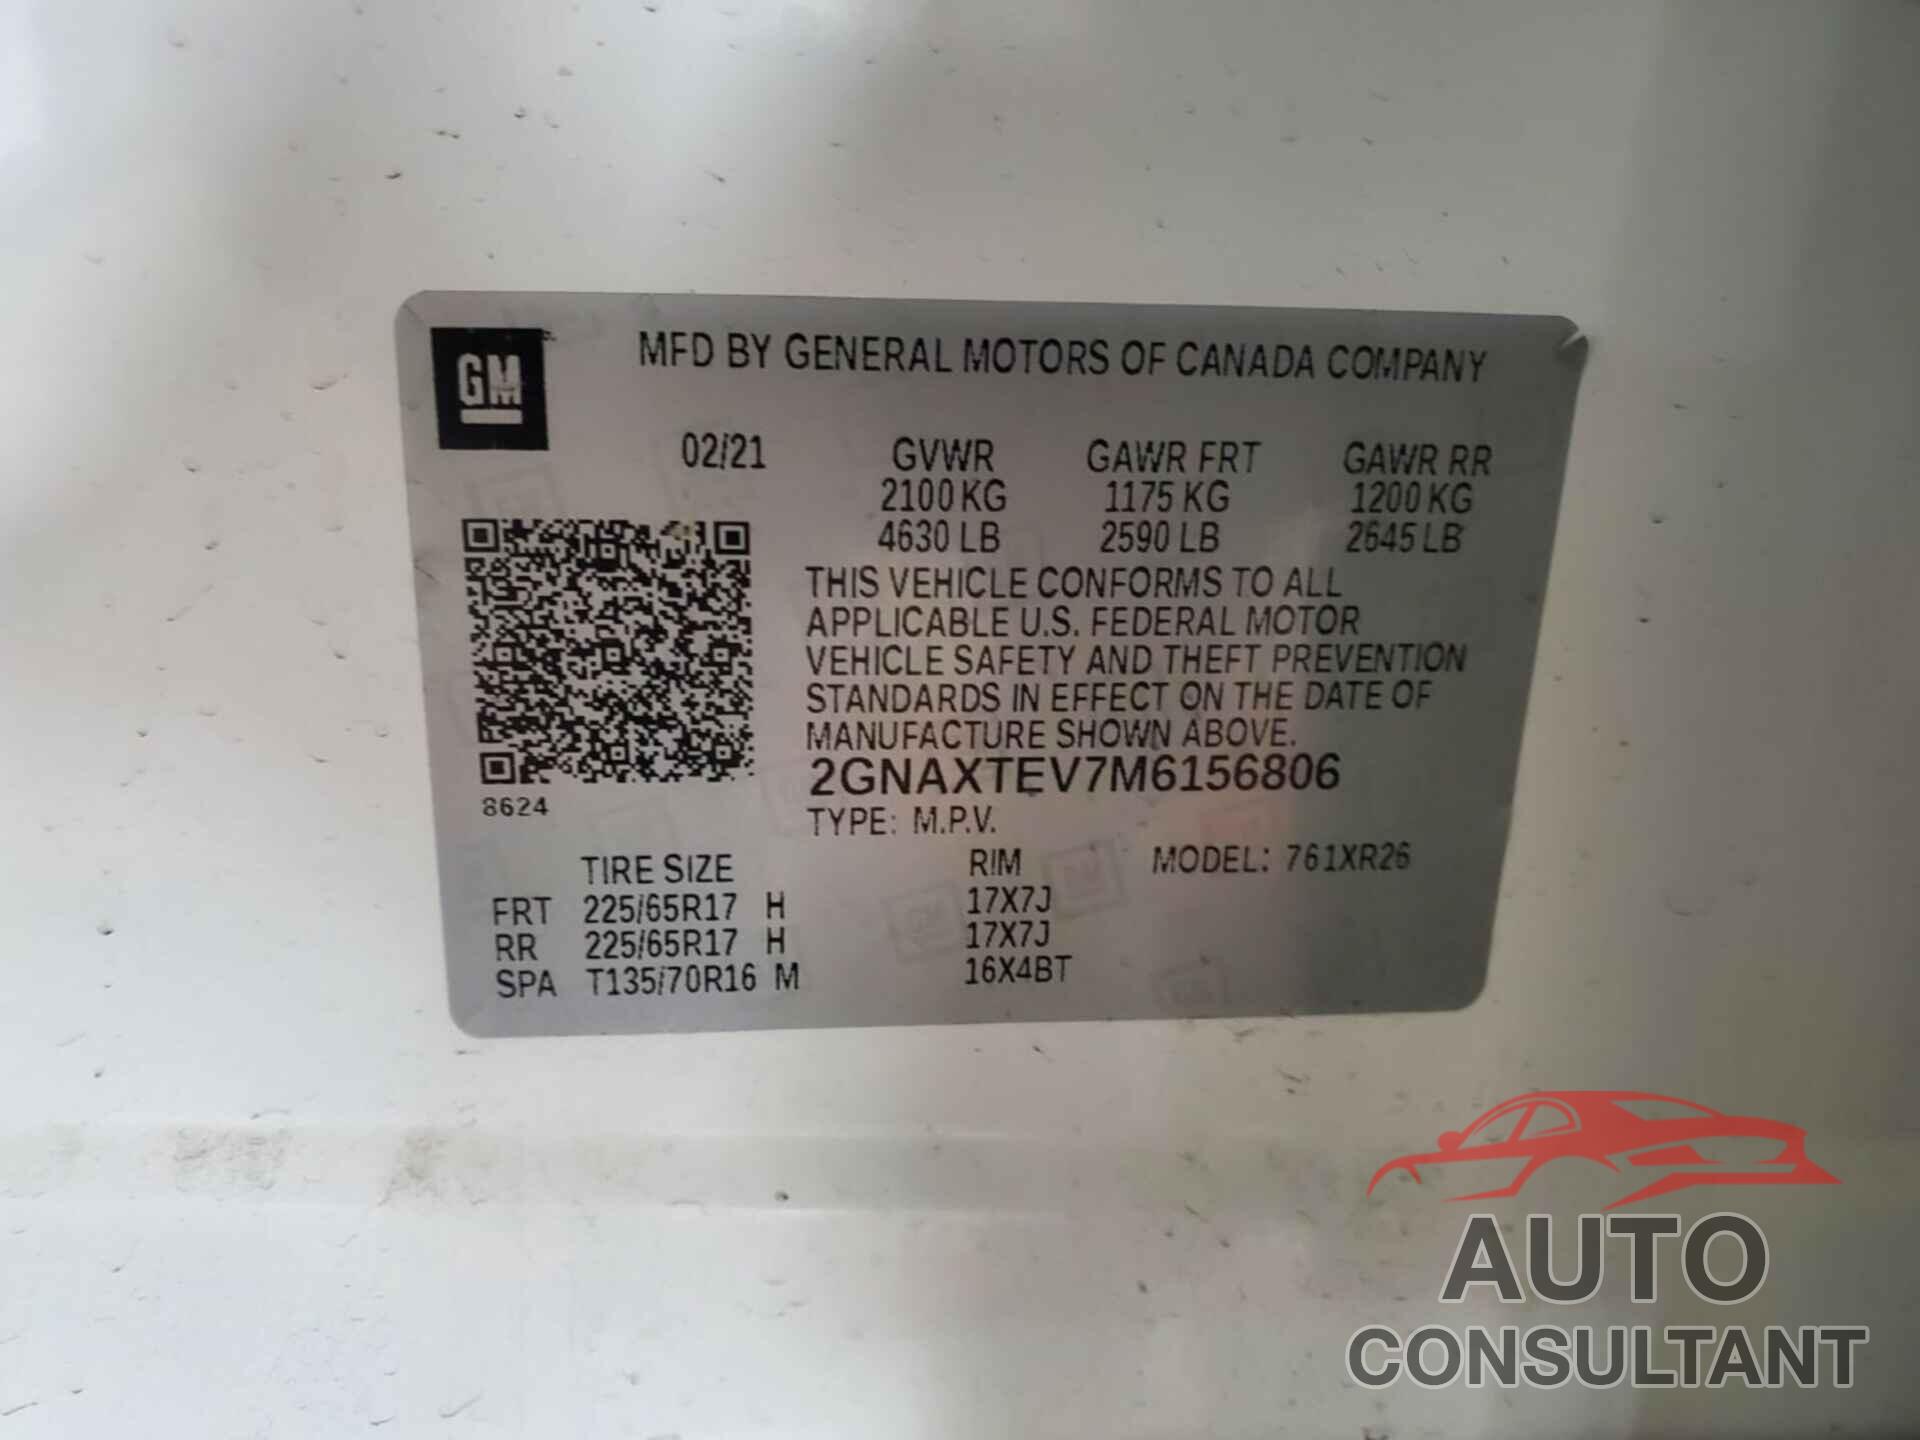 GM
MFD BY GENERAL MOTORS OF CANADA COMPANY
02/21 GVWR GAWR FRT GAWR RR
2100 KG 1175 KG 1200 KG
4630 LB 2590 LB 2645 LB
THIS VEHICLE CONFORMS TO ALL
APPLICABLE U.S. FEDERAL MOTOR
VEHICLE SAFETY AND THEFT PREVENTION
STANDARDS IN EFFECT ON THE DATE OF
MANUFACTURE SHOWN ABOVE.
2GNAXTEV7M6156806
8624
TYPE: M.P.V.
TIRE SIZE RIM MODEL: 761XR26
FRT 225/65R17 H 17X7J
RR 225/65R17 H 17X7J
SPA T135/70R16 M 16X4BT
AUTO
CONSULTANT